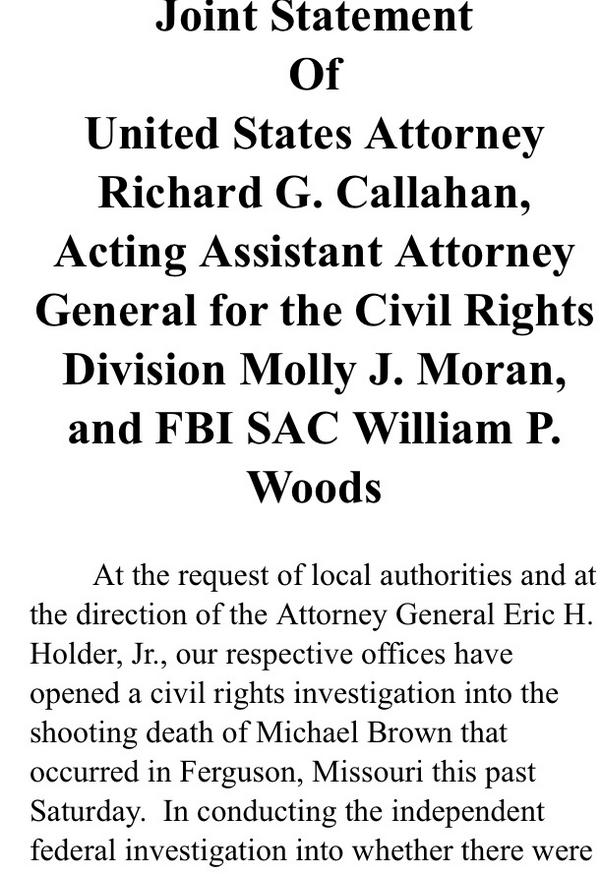 Joint Statement
Of
United States Attorney
Richard G. Callahan,
Acting Assistant Attorney
General for the Civil Rights
Division Molly J. Moran,
and FBI SAC William P.
Woods
At the request of local authorities and at
the direction of the Attorney General Eric H.
Holder, Jr., our respective offices have
opened a civil rights investigation into the
shooting death of Michael Brown that
occurred in Ferguson, Missouri this past
Saturday.  In conducting the independent
federal investigation into whether there were